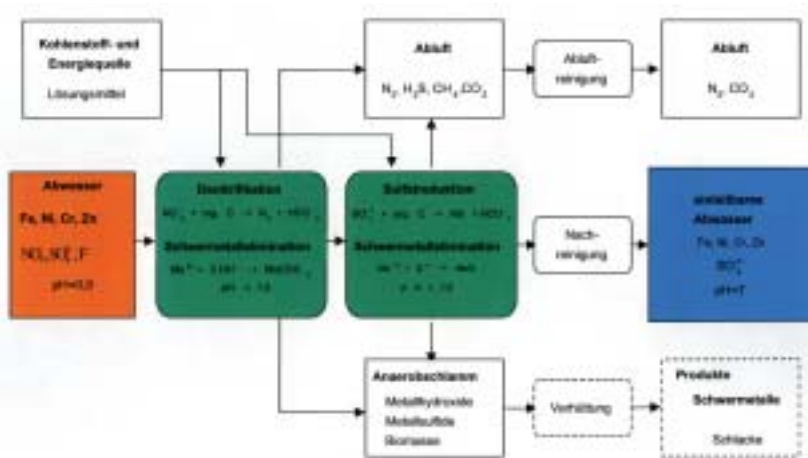 Kohlenstoff- und
Energiequelle
Lösungsmittel
Abluft
N₂, H₂S, CH₄, CO₂
Abluft-
reinigung
Abluft
N₂, CO₂
Abwasser
Fe, Ni, Cr, Zn
NO₃, SO₄, F
Denitrifikation
Schwermetallelimination
Sulfatreduktion
Schwermetallelimination
Nach-
reinigung
einleitbares
Abwasser
Fe, Ni, Cr, Zn
pH=7
Anaerobschlamm
Metallhydroxide
Metallsulfide
Biomasse
Verhüttung
Produkte
Schwermetalle
Schlacke